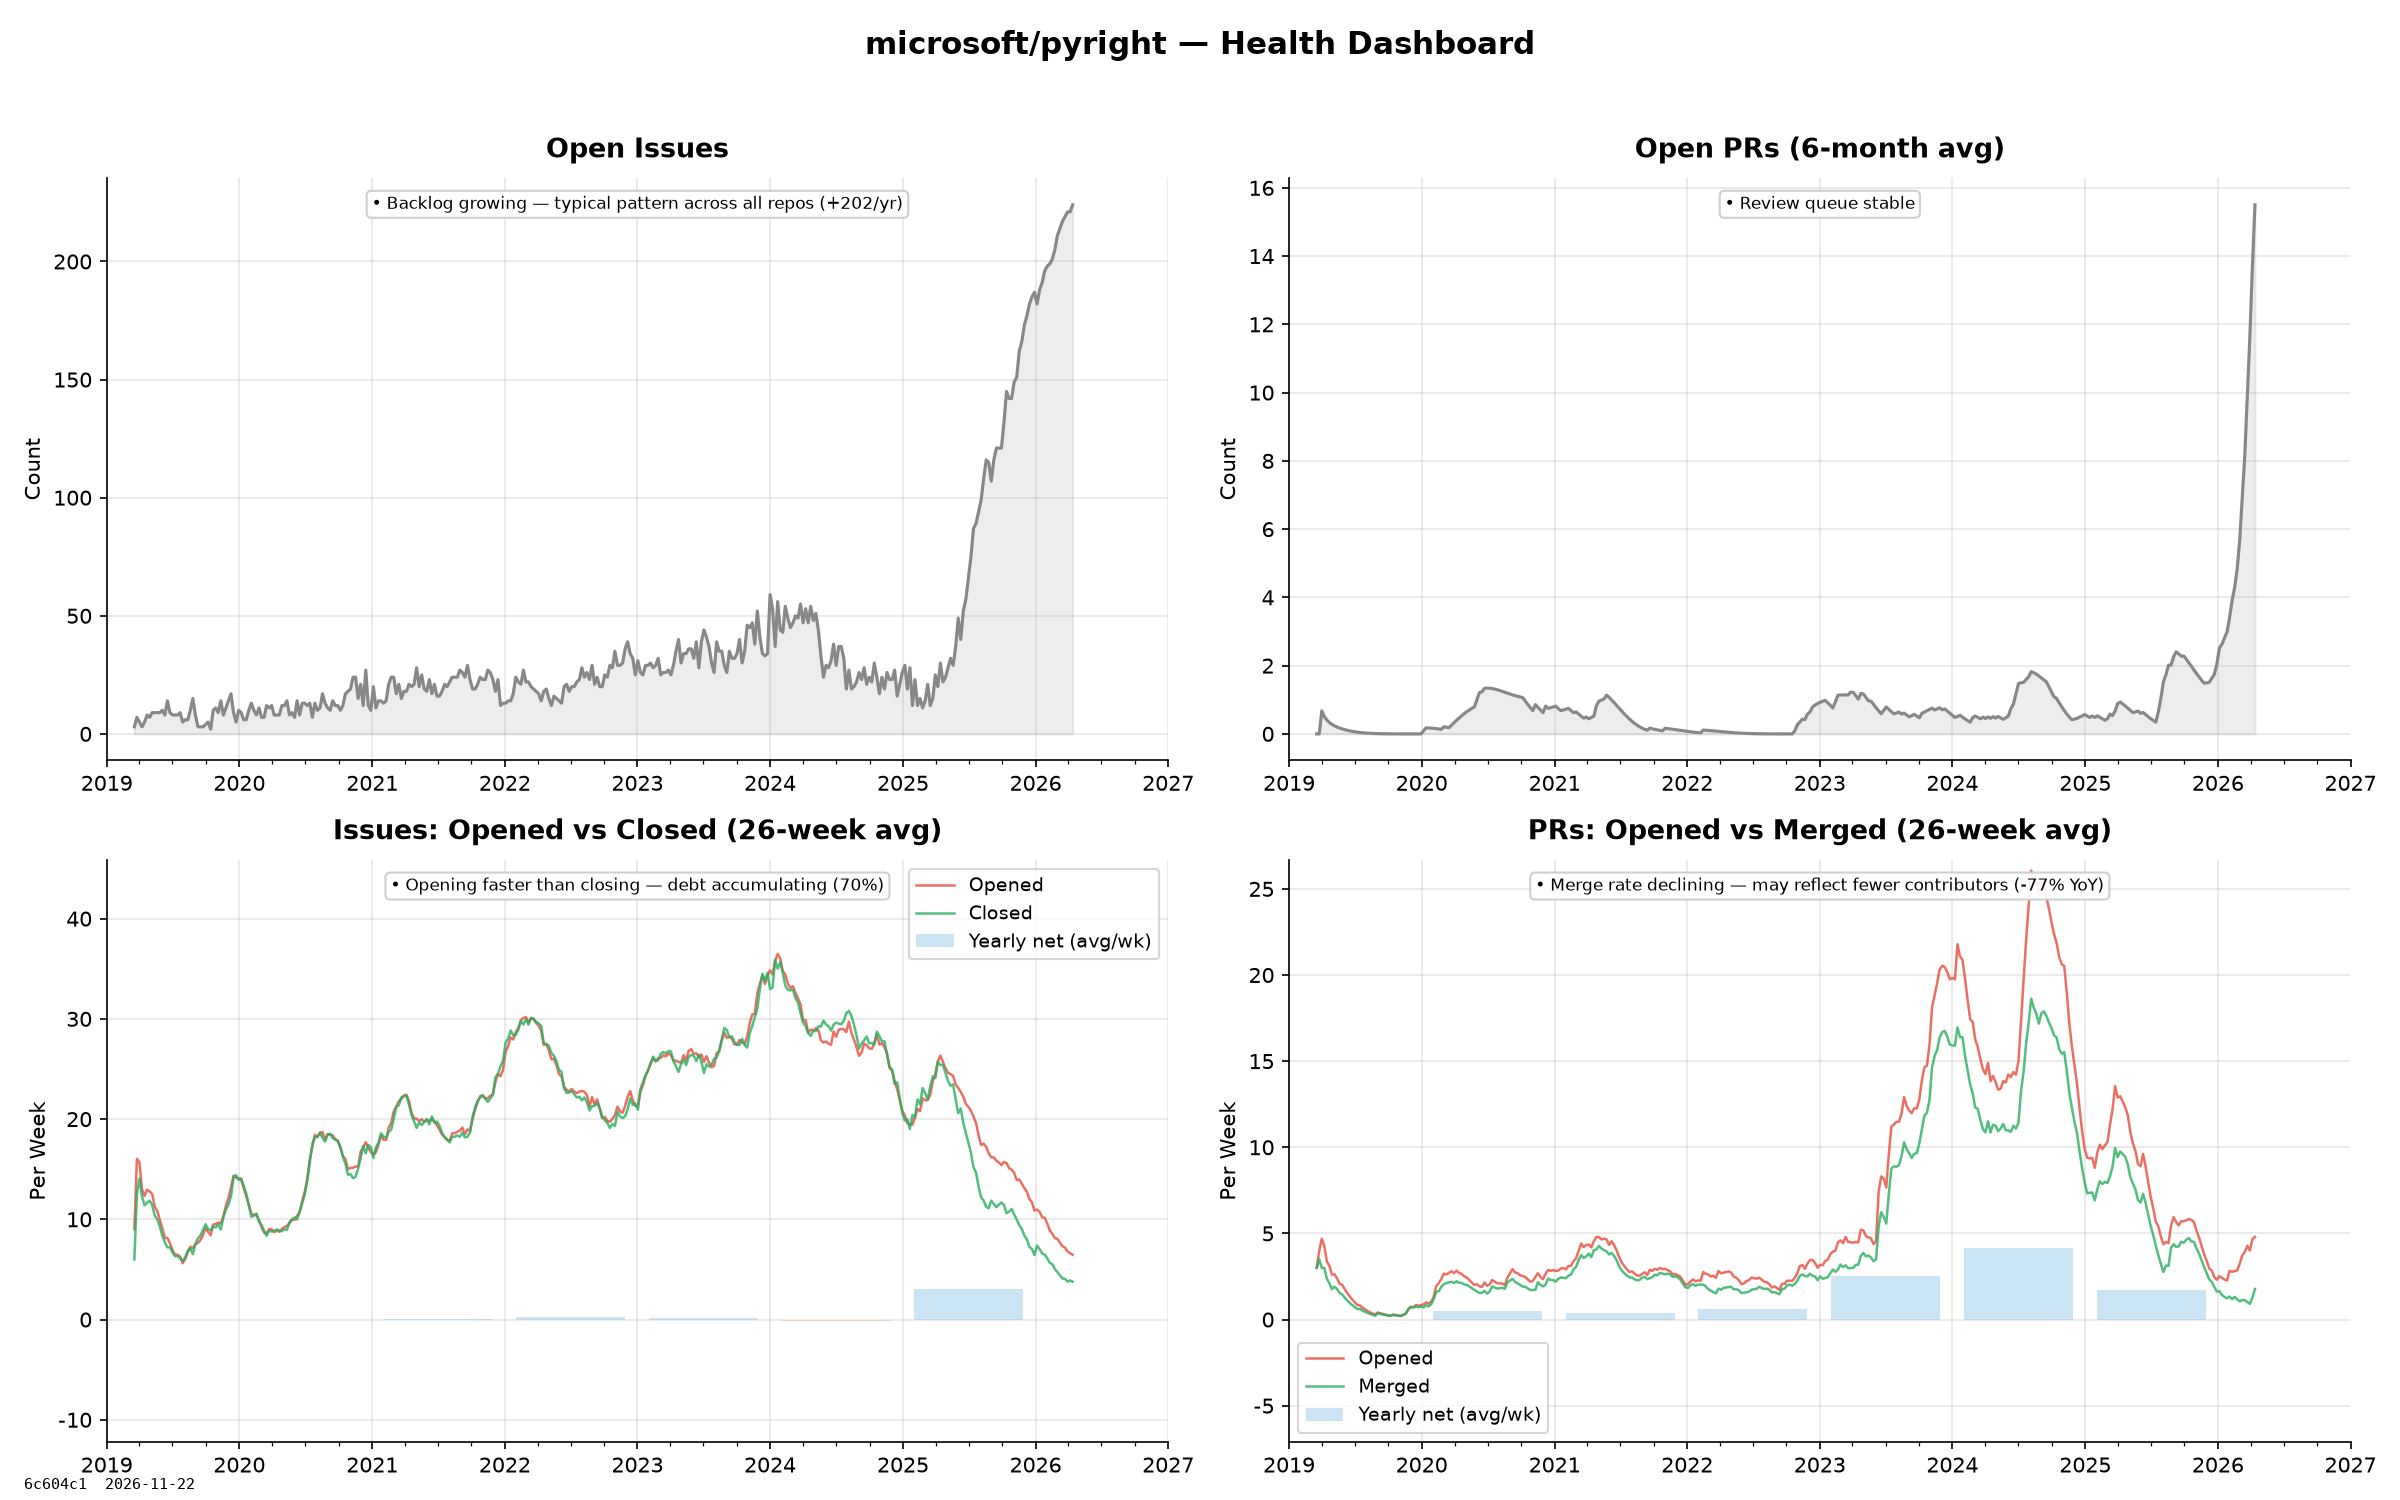 microsoft/pyright — Health Dashboard
Open Issues
• Backlog growing — typical pattern across all repos (+202/yr)
Count
200
150
100
50
0
2019 2020 2021 2022 2023 2024 2025 2026 2027
Open PRs (6-month avg)
• Review queue stable
Count
16
14
12
10
8
6
4
2
0
2019 2020 2021 2022 2023 2024 2025 2026 2027
Issues: Opened vs Closed (26-week avg)
• Opening faster than closing — debt accumulating (70%)
Opened
Closed
Yearly net (avg/wk)
Per Week
40
30
20
10
0
-10
2019 2020 2021 2022 2023 2024 2025 2026 2027
PRs: Opened vs Merged (26-week avg)
• Merge rate declining — may reflect fewer contributors (-77% YoY)
Per Week
25
20
15
10
5
0
-5
Opened
Merged
Yearly net (avg/wk)
2019 2020 2021 2022 2023 2024 2025 2026 2027
6c604c1 2026-11-22